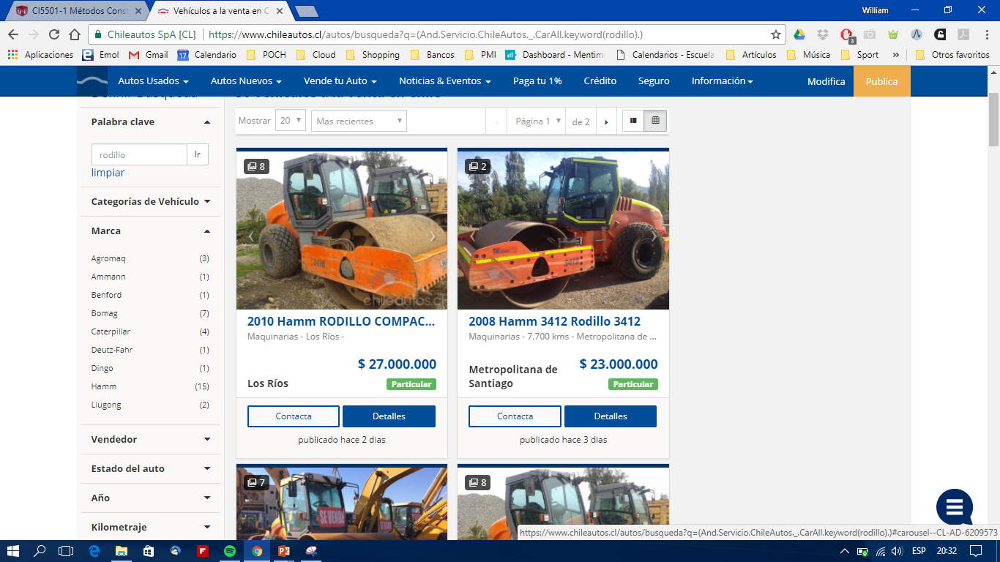 CI5501-1 Métodos Const
Vehículos a la venta en C
William
Chileautos SpA [CL]
https://www.chileautos.cl/autos/busqueda?q=(And.Servicio.ChileAutos._.CarAll.keyword(rodillo).)
3
Aplicaciones
Emol
Gmail
17 Calendario
POCH
Cloud
Shopping
Bancos
PMI
Dashboard - Mentime
Calendarios - Escuela
Artículos
Música
Sport
»
Otros favoritos
Autos Usados
Autos Nuevos
Vende tu Auto
Noticias & Eventos
Paga tu 1%
Crédito
Seguro
Información
Modifica
Publica
Palabra clave
rodillo
Ir
limpiar
Categorías de Vehículo
Marca
Agromaq (3)
Ammann (1)
Benford (1)
Bomag (7)
Caterpillar (4)
Deutz-Fahr (1)
Dingo (1)
Hamm (15)
Liugong (2)
Vendedor
Estado del auto
Año
Kilometraje
Mostrar 20
Mas recientes
Página 1
de 2
8
3410
chileautos.cl
2010 Hamm RODILLO COMPAC...
Maquinarias - Los Ríos -
$ 27.000.000
Los Ríos
Particular
Contacta
Detalles
publicado hace 2 dias
2
2008 Hamm 3412 Rodillo 3412
Maquinarias - 7.700 kms - Metropolitana de ...
$ 23.000.000
Metropolitana de
Santiago
Particular
Contacta
Detalles
publicado hace 3 dias
7
SE VENDE
8
https://www.chileautos.cl/autos/busqueda?q=(And.Servicio.ChileAutos._.CarAll.keyword(rodillo).)#carousel--CL-AD-6209573
ESP
20:32